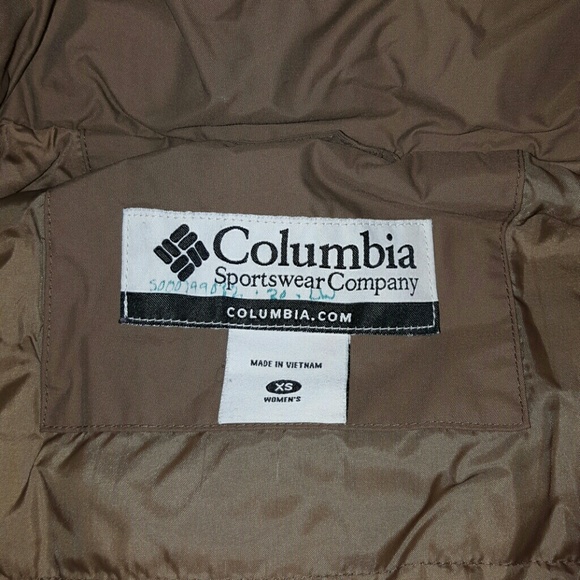 Columbia
Sportswear Company
COLUMBIA.COM
MADE IN VIETNAM
XS
WOMEN'S